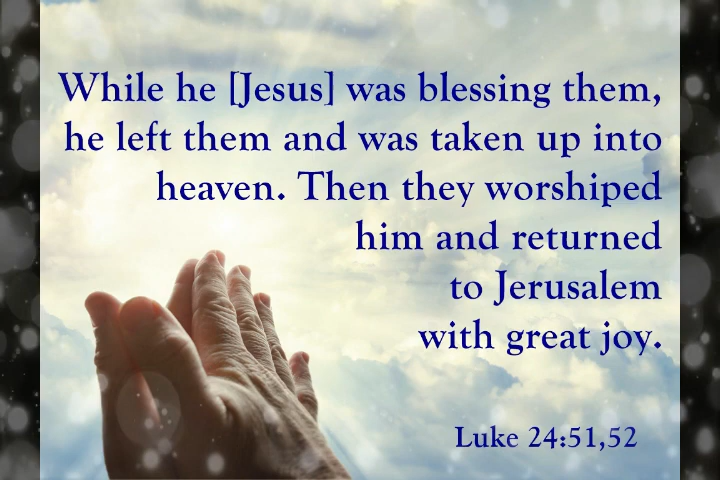 While he [Jesus] was blessing them,
he left them and was taken up into
heaven. Then they worshiped
him and returned
to Jerusalem
with great joy.
Luke 24:51,52